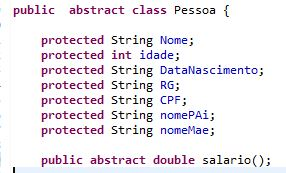 public  abstract class Pessoa {
protected String Nome;
protected int idade;
protected String DataNascimento;
protected String RG;
protected String CPF;
protected String nomePAi;
protected String nomeMae;
public abstract double salario();